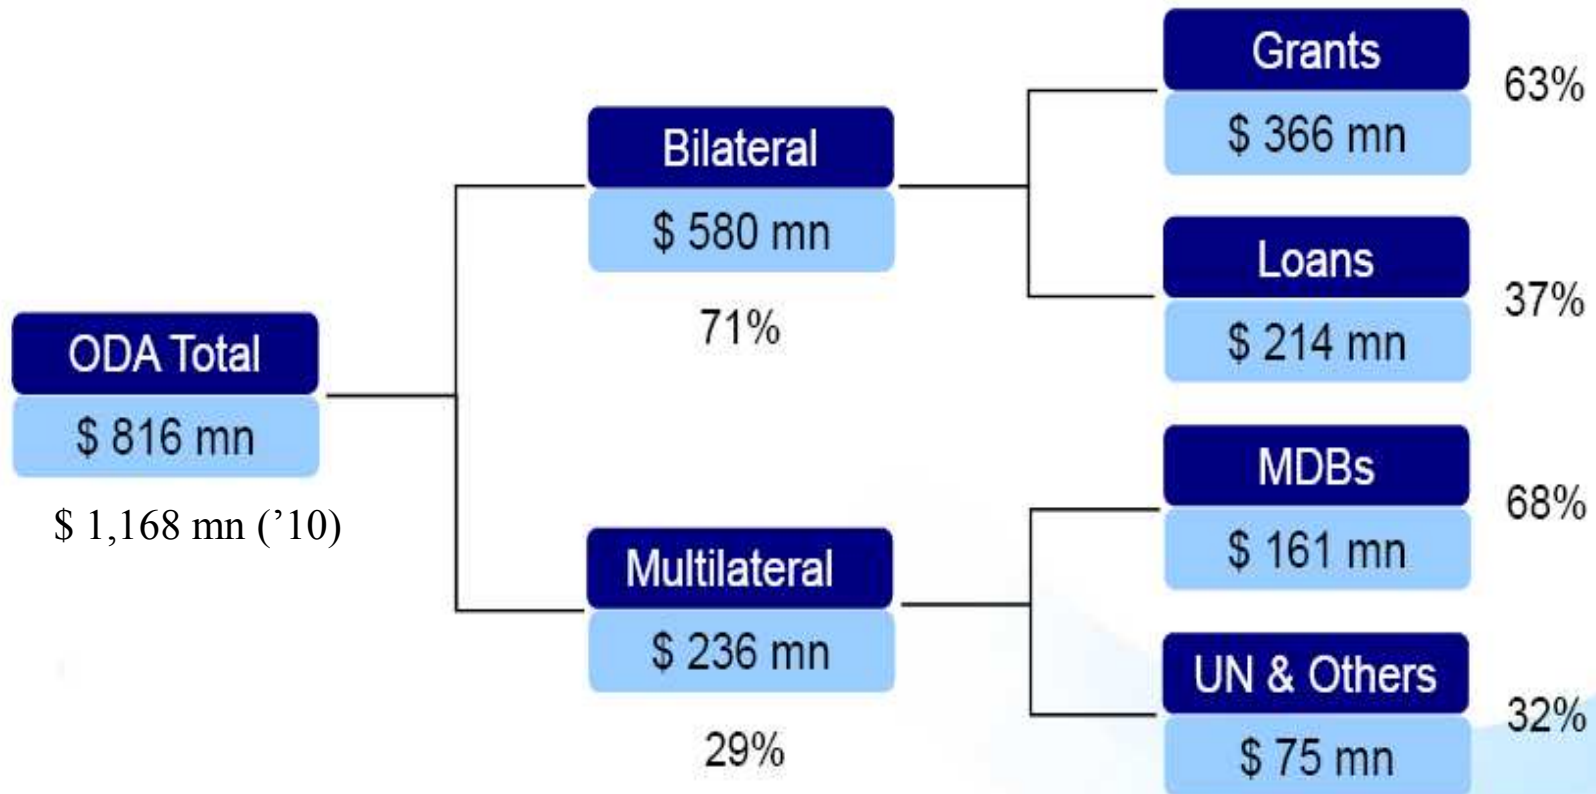 ODA Total
$ 816 mn
$ 1,168 mn (’10)
Bilateral
$ 580 mn
71%
Multilateral
$ 236 mn
29%
Grants
$ 366 mn
63%
Loans
$ 214 mn
37%
MDBs
$ 161 mn
68%
UN & Others
$ 75 mn
32%